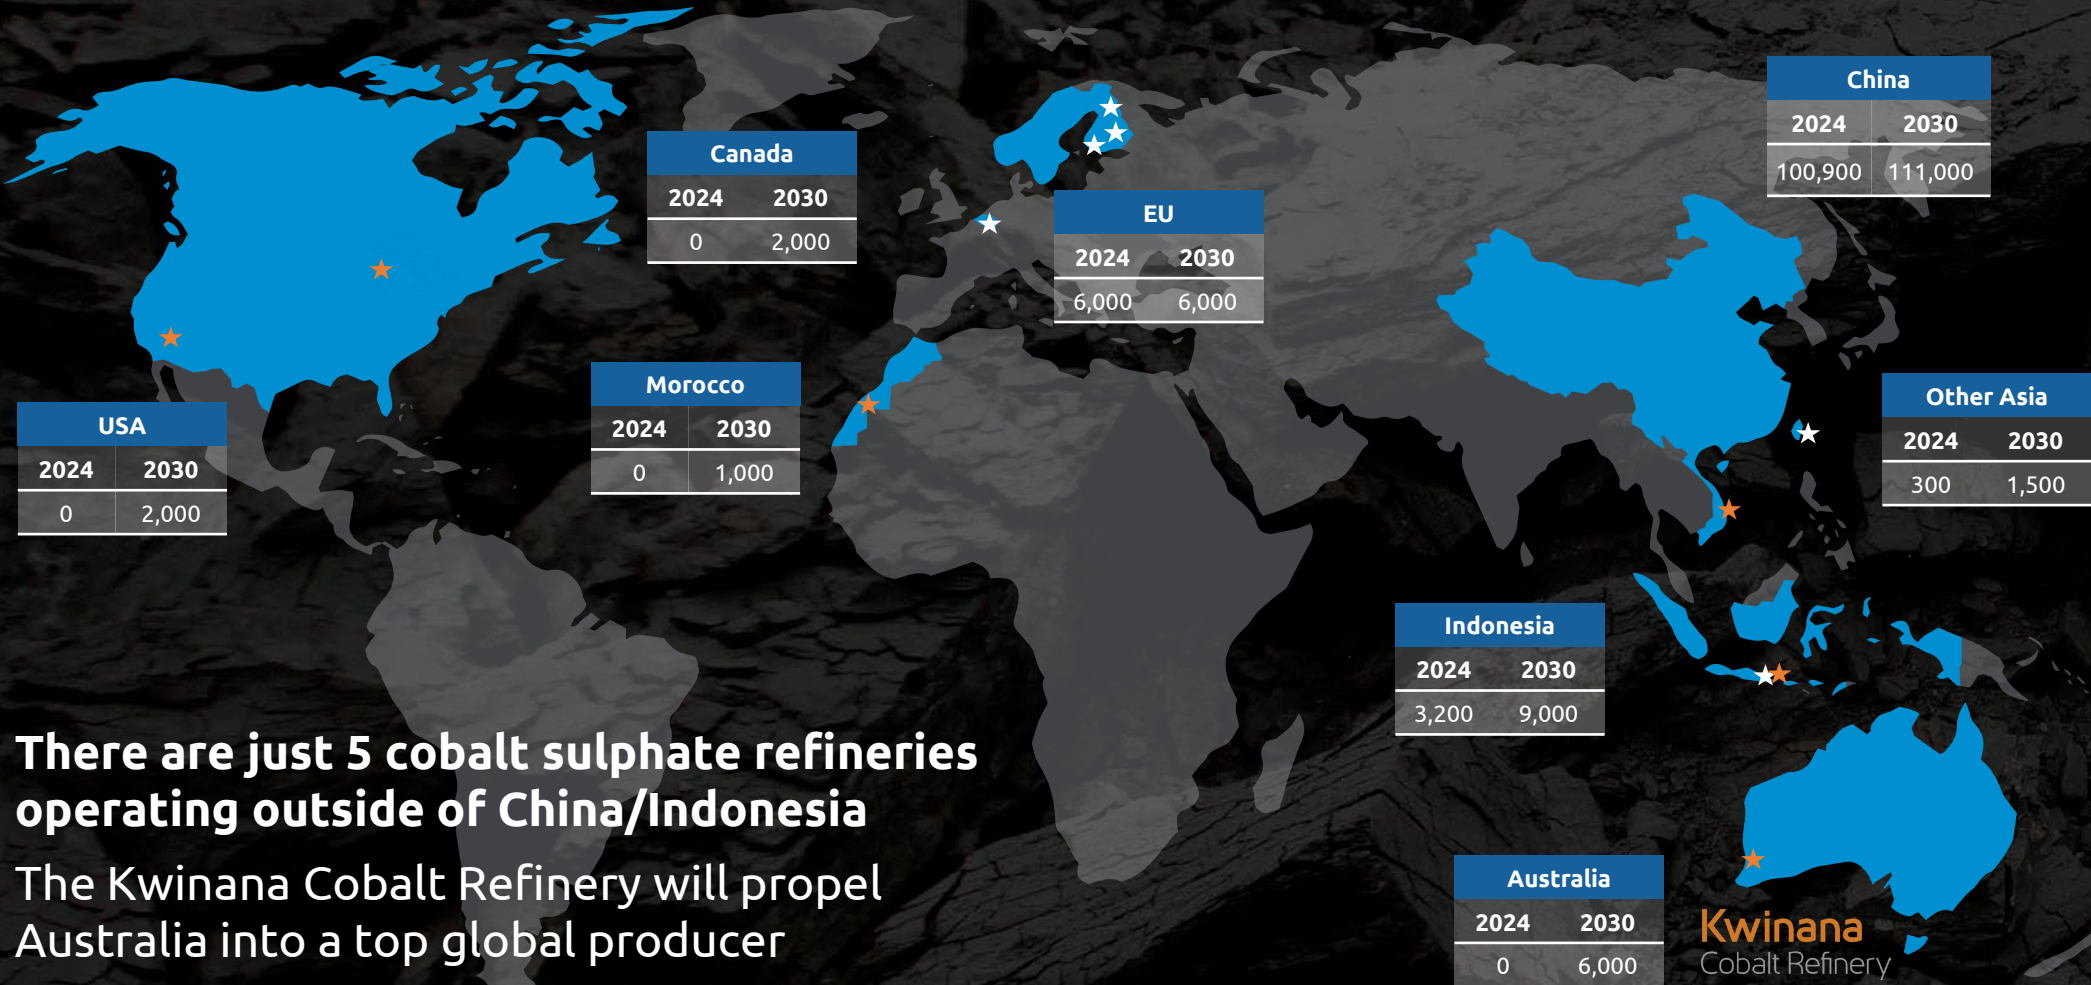 China
2024 2030
100,900 111,000
Canada
2024 2030
0 2,000
EU
2024 2030
6,000 6,000
Morocco
2024 2030
0 1,000
Other Asia
2024 2030
300 1,500
USA
2024 2030
0 2,000
Indonesia
2024 2030
3,200 9,000
There are just 5 cobalt sulphate refineries
operating outside of China/Indonesia
The Kwinana Cobalt Refinery will propel
Australia into a top global producer
Australia
2024 2030
0 6,000
Kwinana
Cobalt Refinery